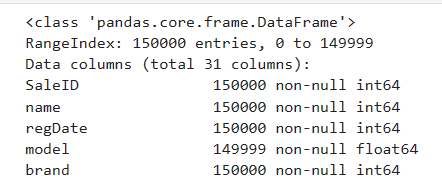 <class 'pandas.core.frame.DataFrame'>
RangeIndex: 150000 entries, 0 to 149999
Data columns (total 31 columns):
SaleID 150000 non-null int64
name 150000 non-null int64
regDate 150000 non-null int64
model 149999 non-null float64
brand 150000 non-null int64